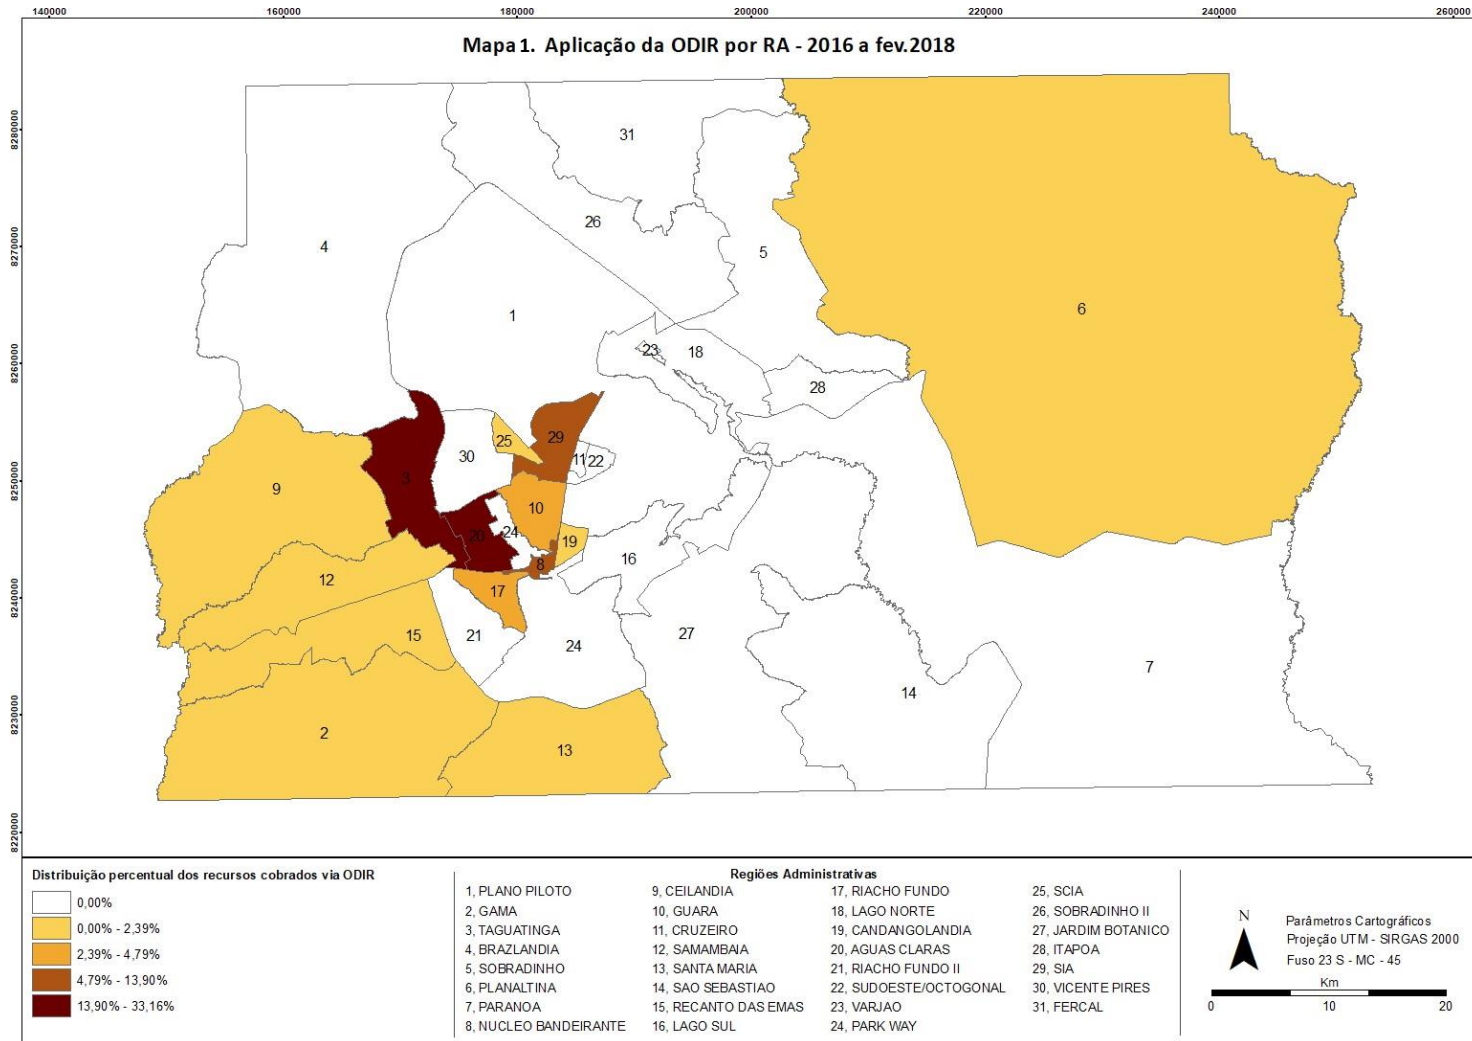 140000 160000 180000 200000 220000 240000 260000
Mapa 1. Aplicação da ODIR por RA - 2016 a fev.2018
8280000
8270000
8260000
8250000
8240000
8230000
8220000
31
26
4
5
1
6
23
18
28
29
25
11
22
30
3
9
10
20
24
19
8
16
12
17
15
21
24
27
7
14
2
13
Distribuição percentual dos recursos cobrados via ODIR
0,00%
0,00% - 2,39%
2,39% - 4,79%
4,79% - 13,90%
13,90% - 33,16%
Regiões Administrativas
1, PLANO PILOTO
2, GAMA
3, TAGUATINGA
4, BRAZLANDIA
5, SOBRADINHO
6, PLANALTINA
7, PARANOA
8, NUCLEO BANDEIRANTE
9, CEILANDIA
10, GUARA
11, CRUZEIRO
12, SAMAMBAIA
13, SANTA MARIA
14, SAO SEBASTIAO
15, RECANTO DAS EMAS
16, LAGO SUL
17, RIACHO FUNDO
18, LAGO NORTE
19, CANDANGOLANDIA
20, AGUAS CLARAS
21, RIACHO FUNDO II
22, SUDOESTE/OCTOGONAL
23, VARJAO
24, PARK WAY
25, SCIA
26, SOBRADINHO II
27, JARDIM BOTANICO
28, ITAPOA
29, SIA
30, VICENTE PIRES
31, FERCAL
N
Parâmetros Cartográficos
Projeção UTM - SIRGAS 2000
Fuso 23 S - MC - 45
Km
0 10 20